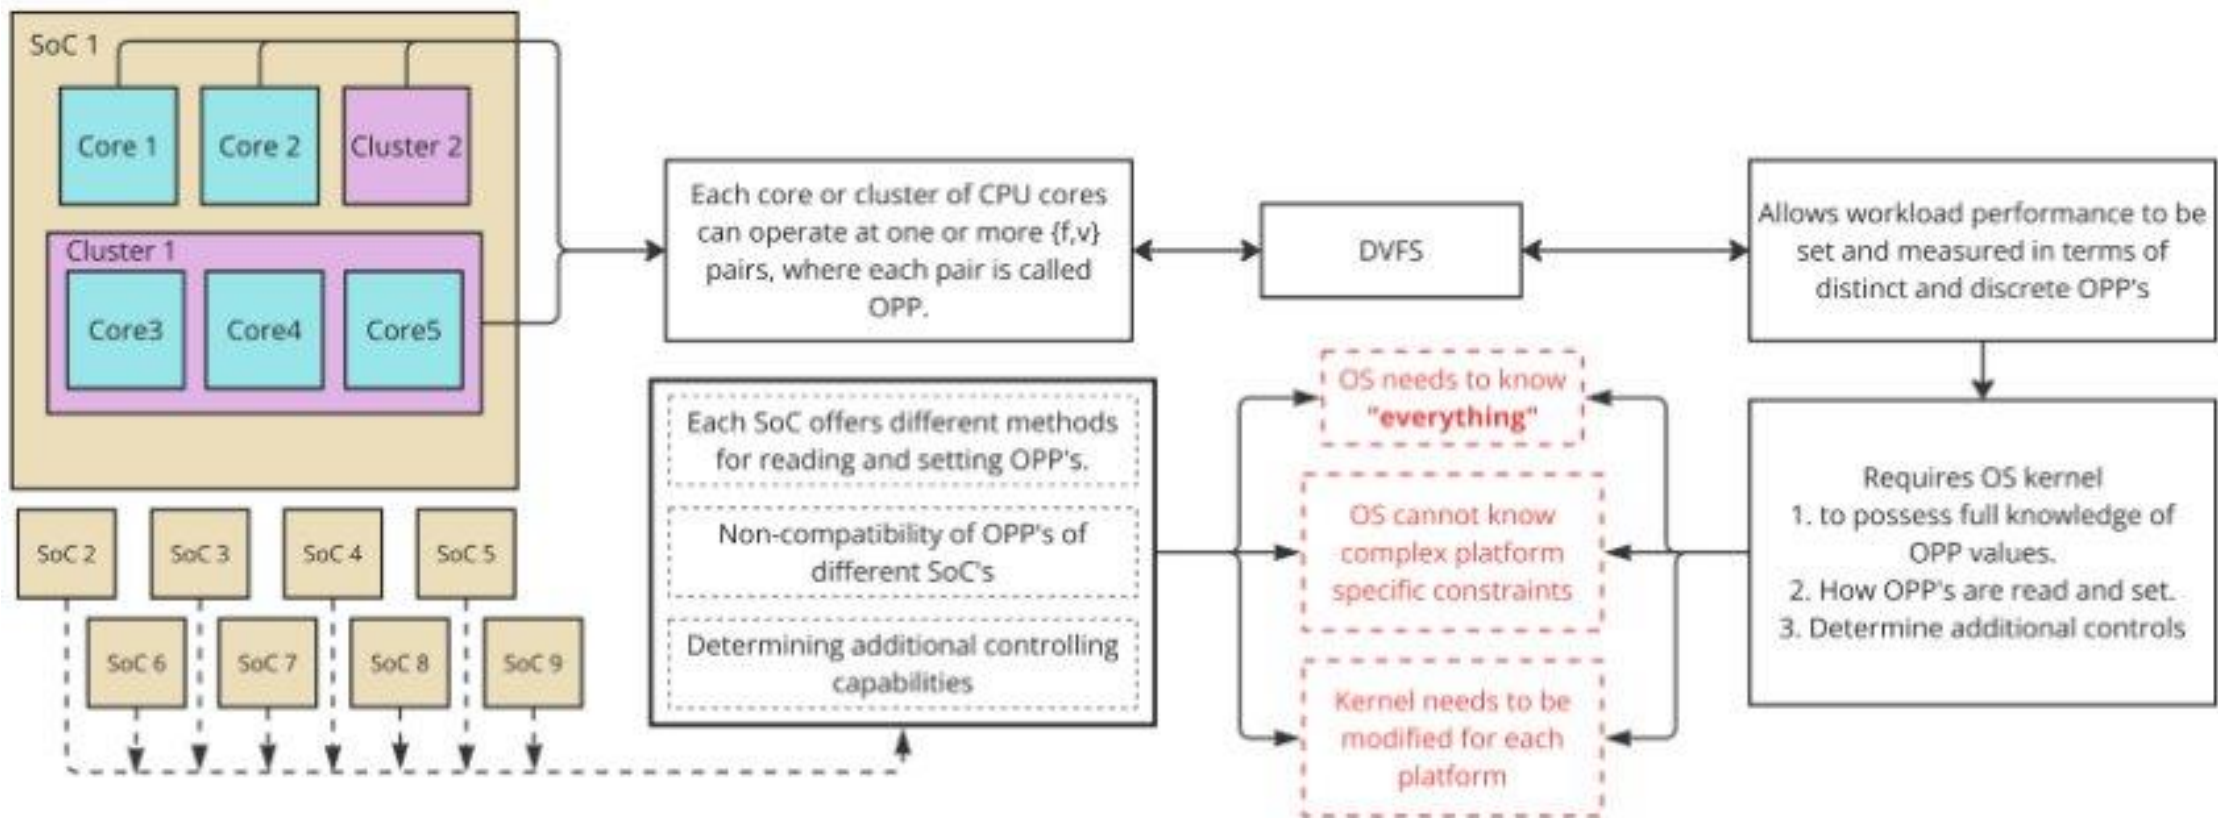 SoC 1
Core 1
Core 2
Cluster 2
Cluster 1
Core3
Core4
Core5
SoC 2
SoC 3
SoC 4
SoC 5
SoC 6
SoC 7
SoC 8
SoC 9
Each core or cluster of CPU cores
can operate at one or more {f,v}
pairs, where each pair is called
OPP.
DVFS
Allows workload performance to be
set and measured in terms of
distinct and discrete OPP's
Each SoC offers different methods
for reading and setting OPP's.
Non-compatibility of OPP's of
different SoC's
Determining additional controlling
capabilities
OS needs to know
"everything"
OS cannot know
complex platform
specific constraints
Kernel needs to be
modified for each
platform
Requires OS kernel
1. to possess full knowledge of
OPP values.
2. How OPP's are read and set.
3. Determine additional controls